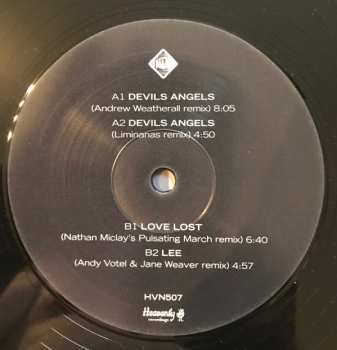 A1 DEVILS ANGELS
(Andrew Weatherall remix) 8:05
A2 DEVILS ANGELS
(Liminanas remix) 4:50
B1 LOVE LOST
(Nathan Miclay's Pulsating March remix) 6:40
B2 LEE
(Andy Votel & Jane Weaver remix) 4:57
HVN507
Heavenly
recordings